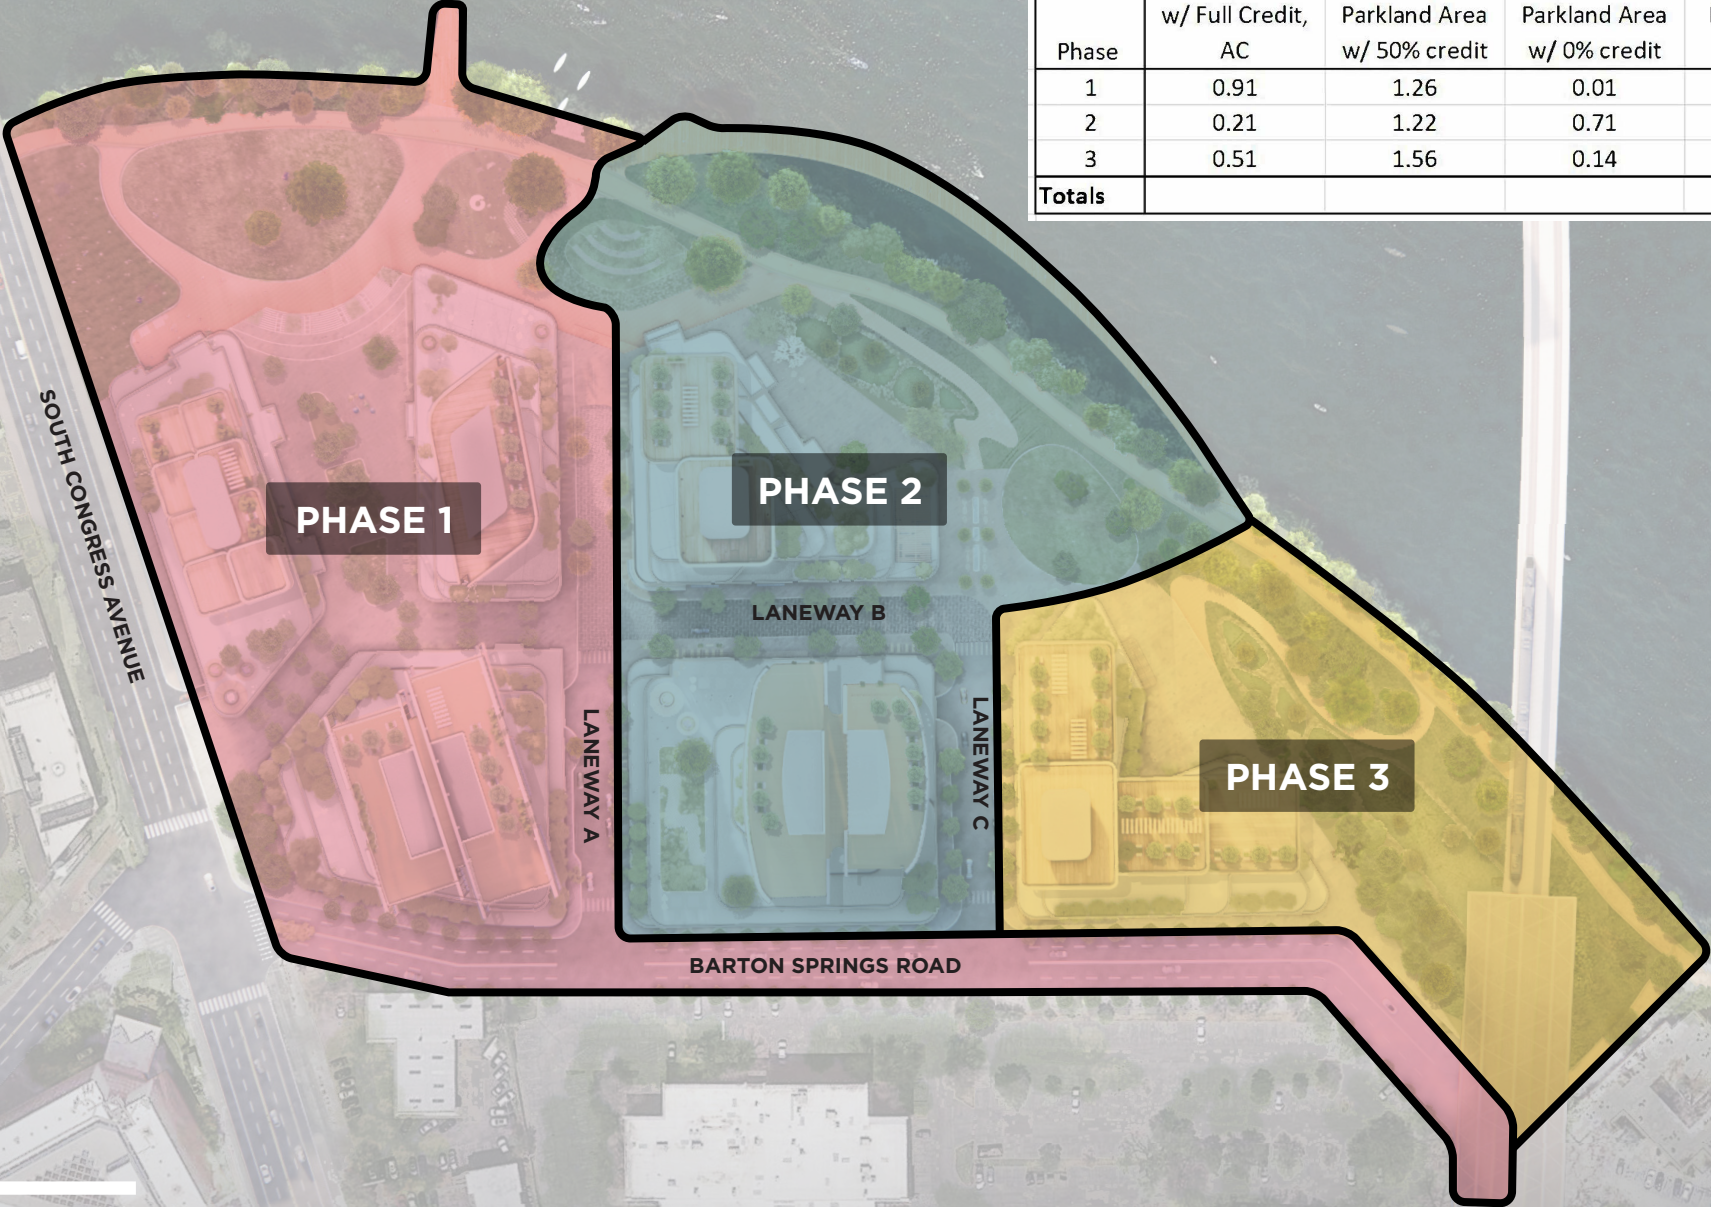 w/ Full Credit, Parkland Area Parkland Area
Phase AC w/ 50% credit w/ 0% credit
1 0.91 1.26 0.01
2 0.21 1.22 0.71
3 0.51 1.56 0.14
Totals
PHASE 1
PHASE 2
PHASE 3
SOUTH CONGRESS AVENUE
LANEWAY A
LANEWAY B
LANEWAY C
BARTON SPRINGS ROAD